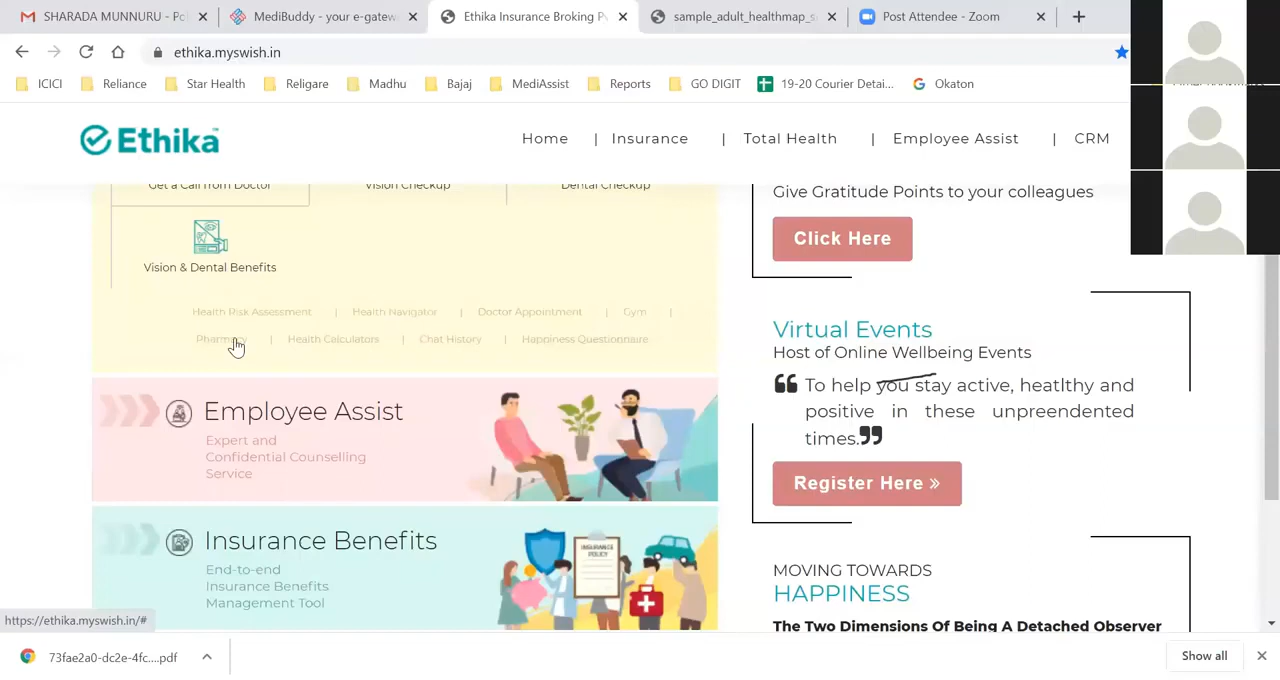 SHARADA MUNNURU - Po
MediBuddy - your e-gatew
Ethika Insurance Broking P
sample_adult_healthmap_s
Post Attendee - Zoom
ethika.myswish.in
ICICI
Reliance
Star Health
Religare
Madhu
Bajaj
MediAssist
Reports
GO DIGIT
19-20 Courier Detai...
Okaton
Ethika
Home | Insurance | Total Health | Employee Assist | CRM
Get a Call from Doctor
Vision Checkup
Dental Checkup
Vision & Dental Benefits
Health Risk Assessment | Health Navigator | Doctor Appointment | Gym |
Pharmacy | Health Calculators | Chat History | Happiness Questionnaire
Employee Assist
Expert and
Confidential Counselling
Service
Insurance Benefits
End-to-end
Insurance Benefits
Management Tool
INSURANCE
POLICY
Give Gratitude Points to your colleagues
Click Here
Virtual Events
Host of Online Wellbeing Events
❝ To help you stay active, heatlthy and
positive in these unpreendented
times.❞
Register Here »
MOVING TOWARDS
HAPPINESS
The Two Dimensions Of Being A Detached Observer
https://ethika.myswish.in/#
73fae2a0-dc2e-4fc....pdf
Show all